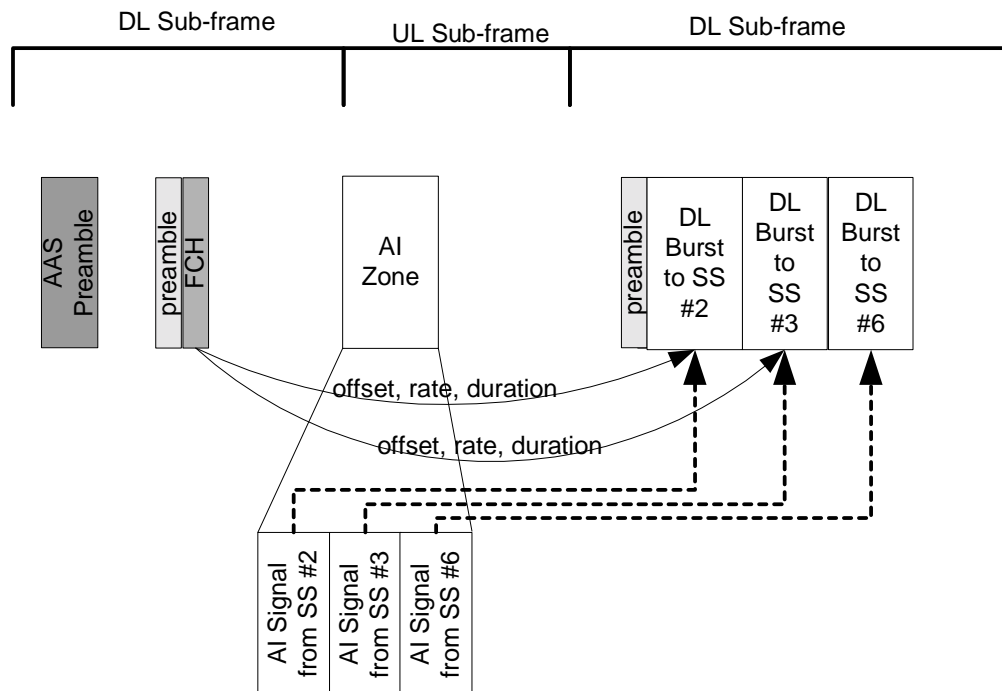 DL Sub-frame
UL Sub-frame
DL Sub-frame
AAS
Preamble
preamble
FCH
AI
Zone
preamble
DL
Burst
to SS
#2
DL
Burst
to
SS
#3
DL
Burst
to
SS
#6
offset, rate, duration
offset, rate, duration
AI Signal
from SS #2
AI Signal
from SS #3
AI Signal
from SS #6